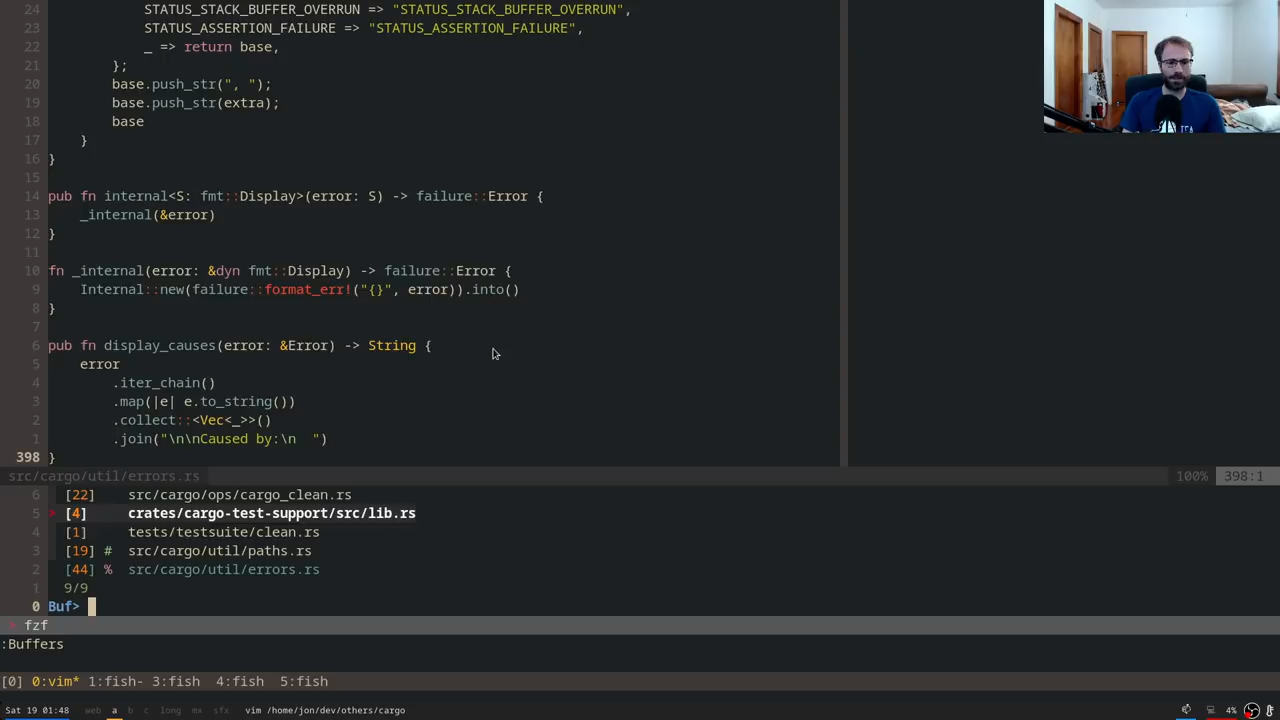 24 STATUS_STACK_BUFFER_OVERRUN => "STATUS_STACK_BUFFER_OVERRUN",
23 STATUS_ASSERTION_FAILURE => "STATUS_ASSERTION_FAILURE",
22 _ => return base,
21 };
20 base.push_str(", ");
19 base.push_str(extra);
18 base
17 }
16 }
15
14 pub fn internal<S: fmt::Display>(error: S) -> failure::Error {
13 _internal(&error)
12 }
11
10 fn _internal(error: &dyn fmt::Display) -> failure::Error {
9 Internal::new(failure::format_err!("{}", error)).into()
8 }
7
6 pub fn display_causes(error: &Error) -> String {
5 error
4 .iter_chain()
3 .map(|e| e.to_string())
2 .collect::<Vec<_>>()
1 .join("\n\nCaused by:\n  ")
398 }
src/cargo/util/errors.rs 100% 398:1
6 [22] src/cargo/ops/cargo_clean.rs
5 > [4] crates/cargo-test-support/src/lib.rs
4 [1] tests/testsuite/clean.rs
3 [19] # src/cargo/util/paths.rs
2 [44] % src/cargo/util/errors.rs
1 9/9
0 Buf>
> fzf
:Buffers
[0] 0:vim* 1:fish- 3:fish 4:fish 5:fish
Sat 19 01:48 web a b c long mx sfx vim /home/jon/dev/others/cargo 4%